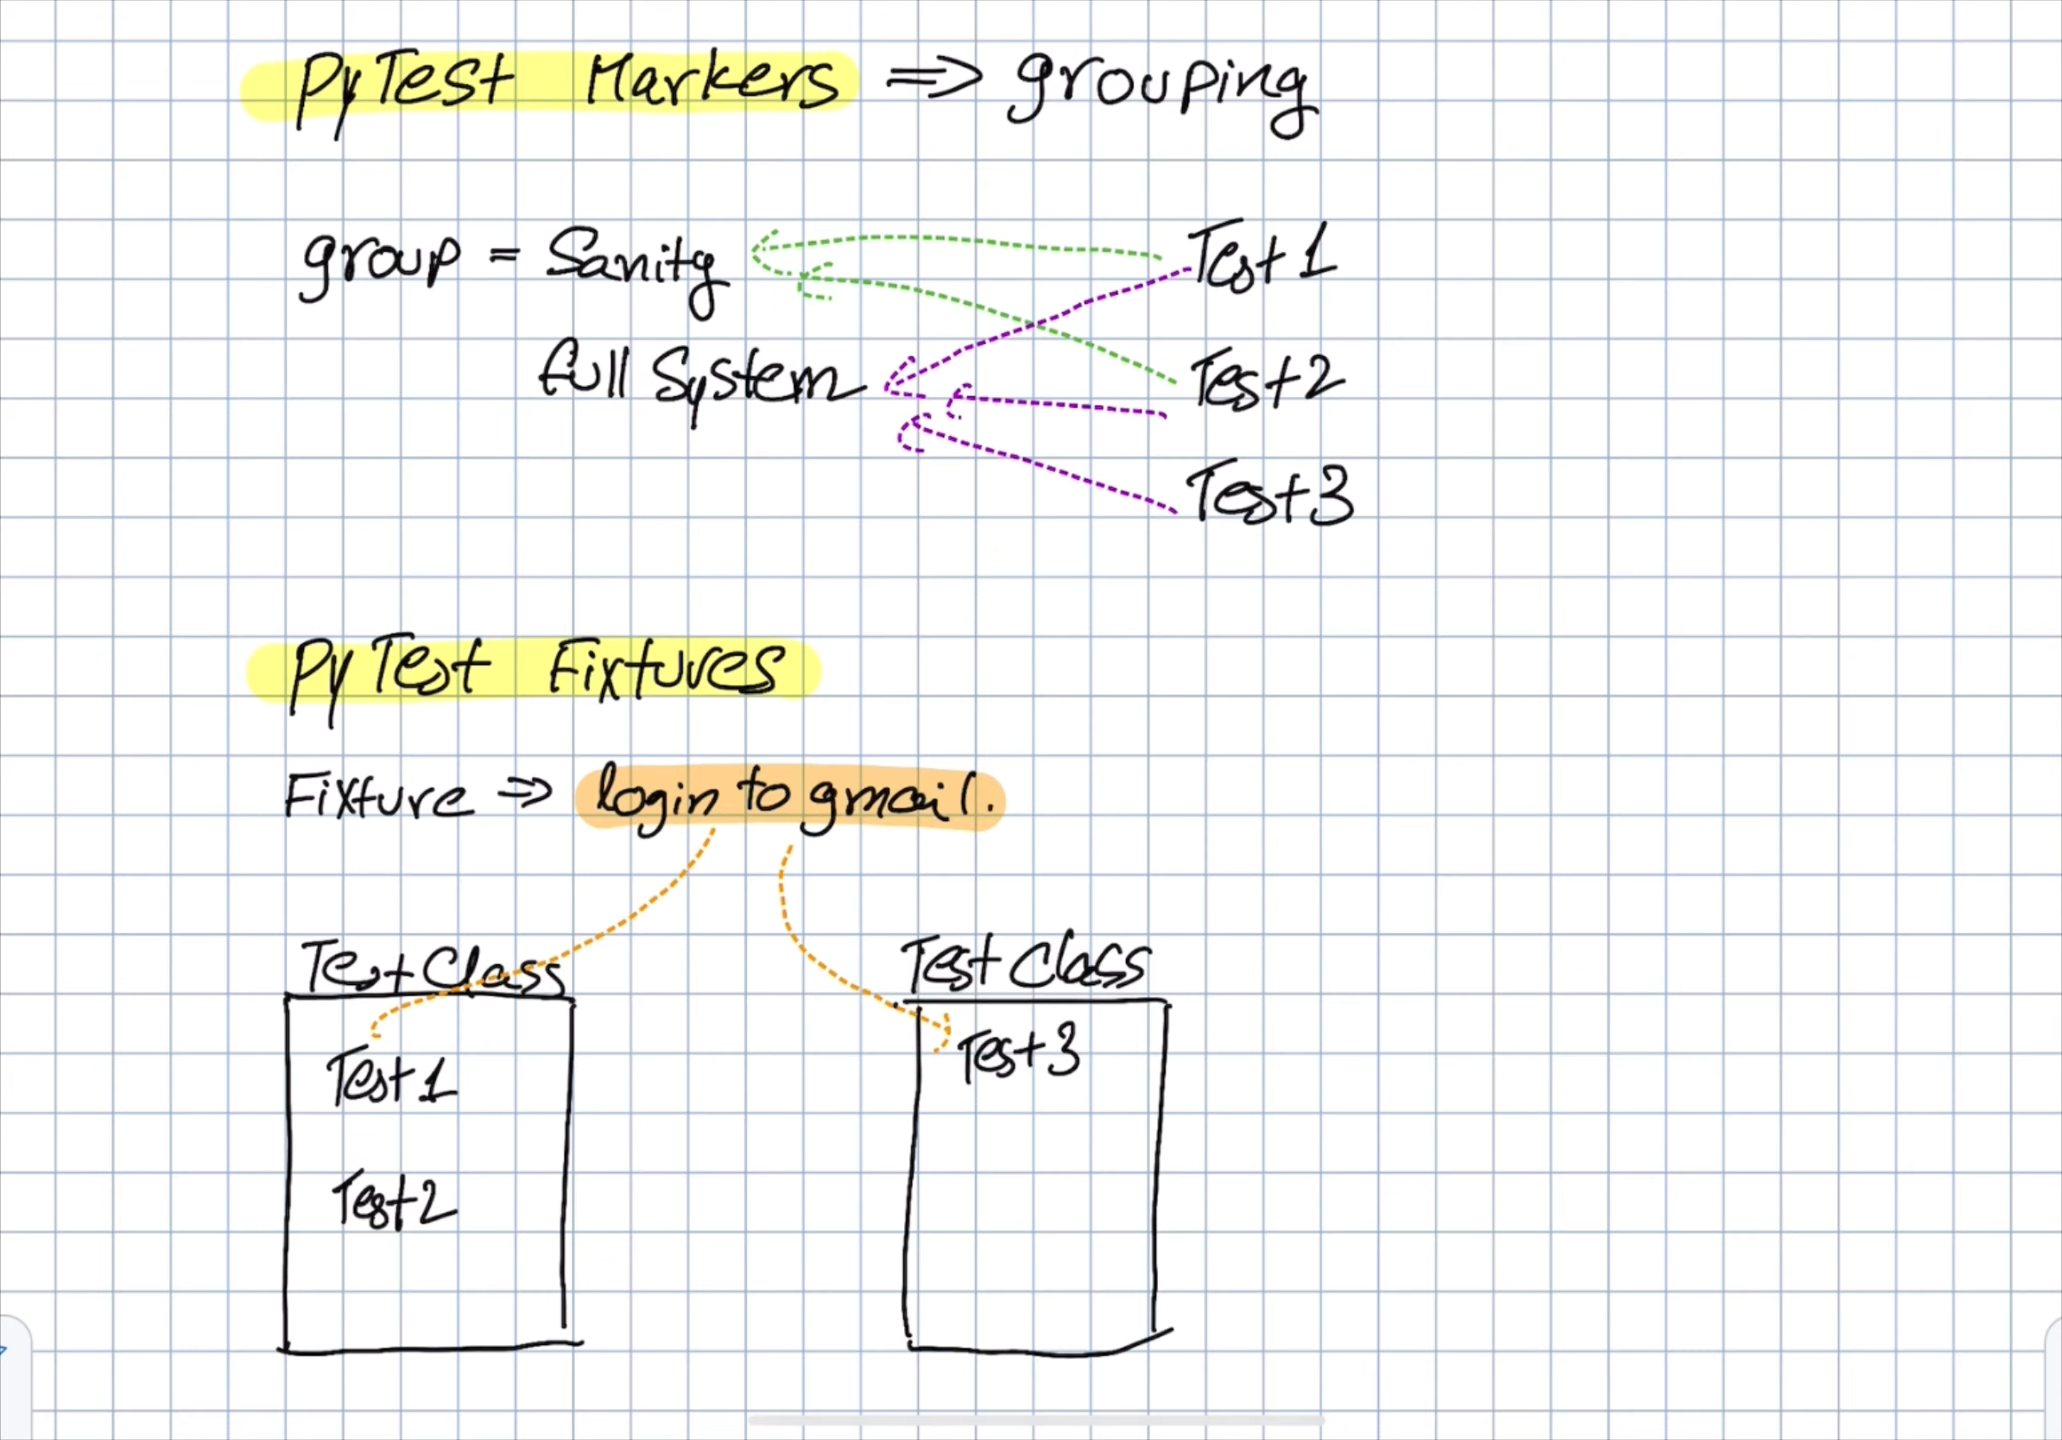 PyTest Markers => grouping
group = Sanity Test 1
full System Test 2
Test 3
PyTest Fixtures
Fixture => login to gmail.
Test Class Test Class
Test 1 Test 3
Test 2